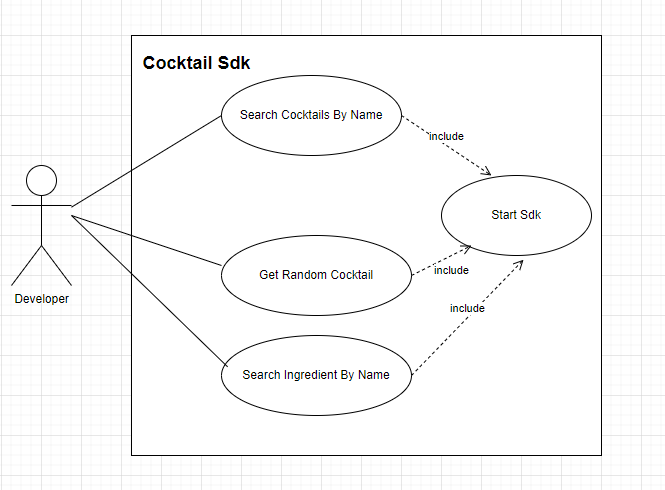 Cocktail Sdk
Search Cocktails By Name
include
Start Sdk
Get Random Cocktail
include
Developer
include
Search Ingredient By Name